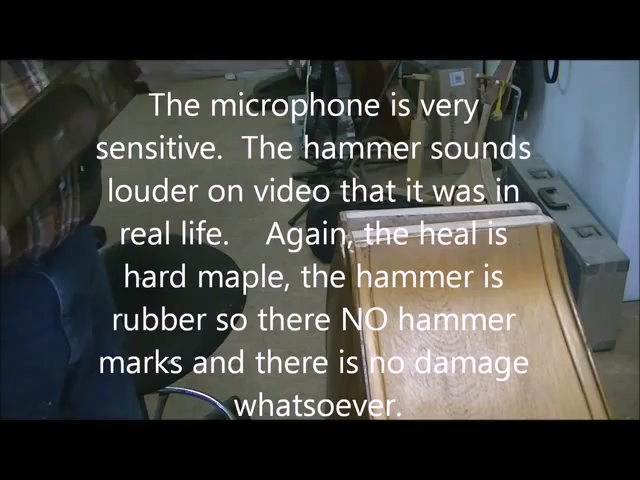 The microphone is very
sensitive.  The hammer sounds
louder on video that it was in
real life.    Again, the heal is
hard maple, the hammer is
rubber so there NO hammer
marks and there is no damage
whatsoever.